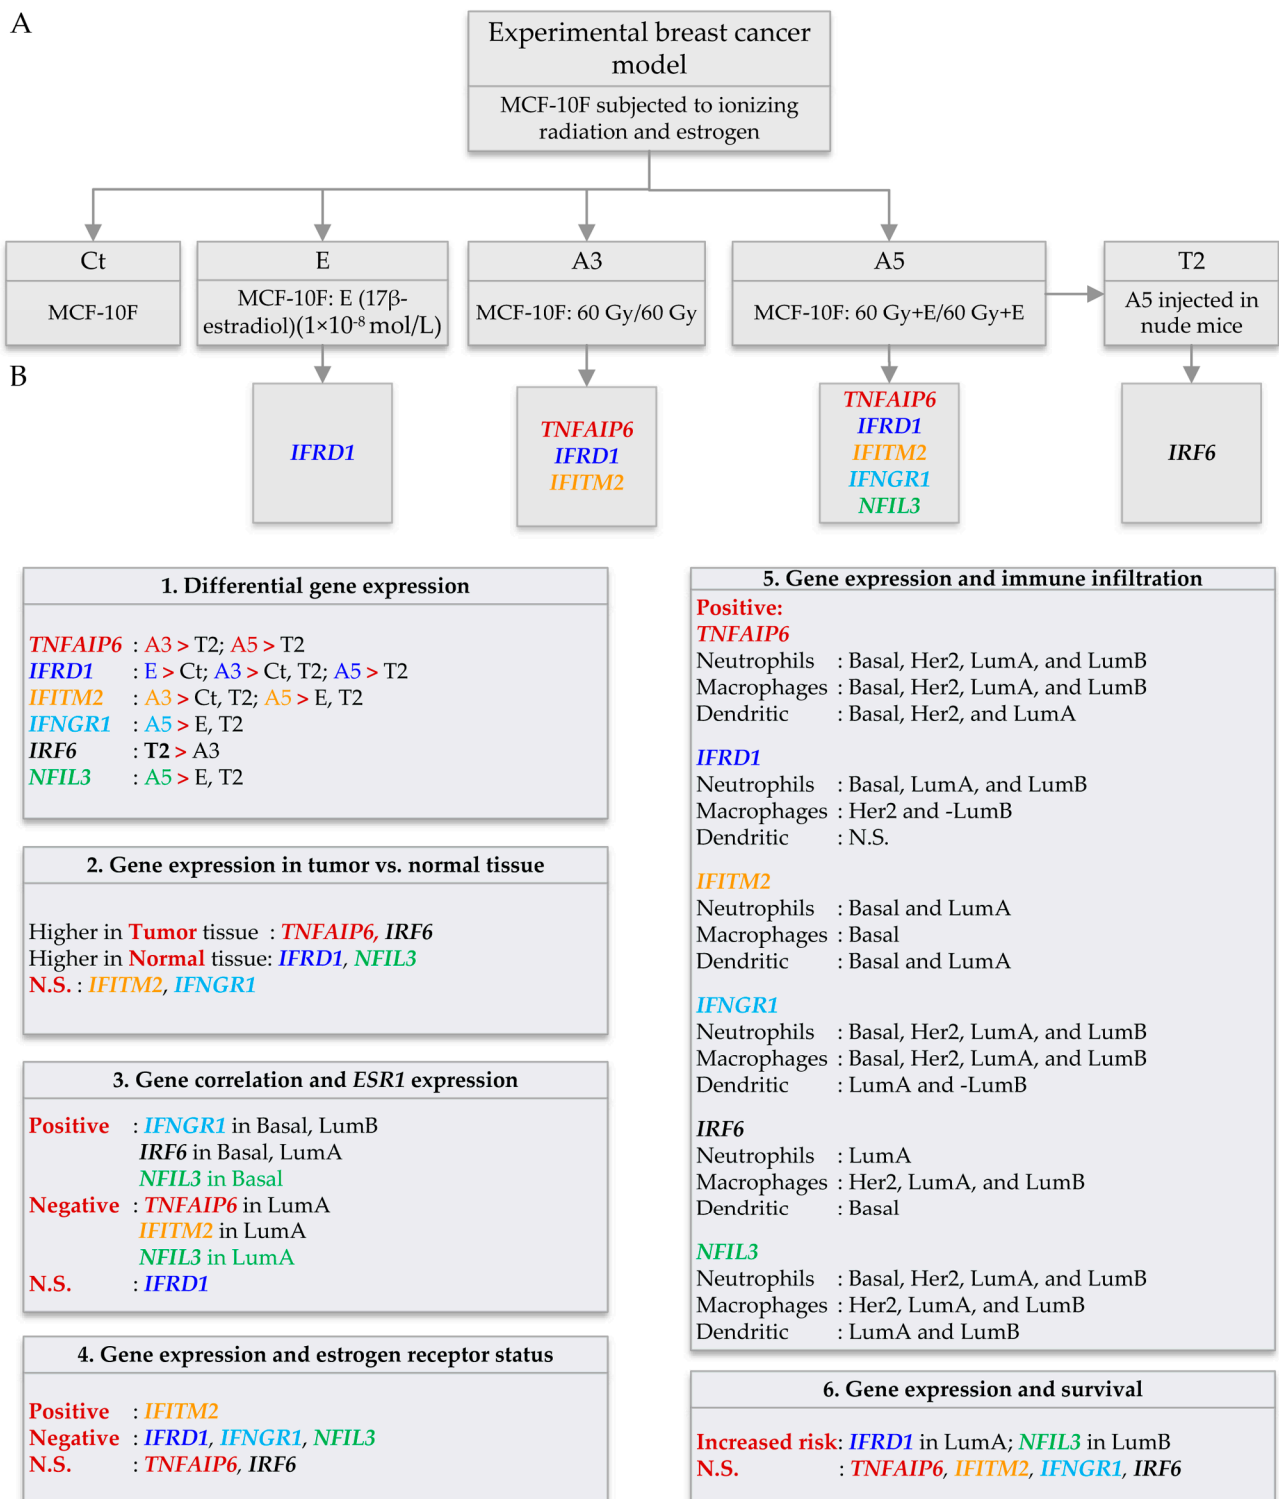 A
Experimental breast cancer
model
MCF-10F subjected to ionizing
radiation and estrogen
Ct
MCF-10F
E
MCF-10F: E (17β-
estradiol)(1×10-8 mol/L)
A3
MCF-10F: 60 Gy/60 Gy
A5
MCF-10F: 60 Gy+E/60 Gy+E
T2
A5 injected in
nude mice
B
IFRD1
TNFAIP6
IFRD1
IFITM2
TNFAIP6
IFRD1
IFITM2
IFNGR1
NFIL3
IRF6
1. Differential gene expression
TNFAIP6 : A3 > T2; A5 > T2
IFRD1 : E > Ct; A3 > Ct, T2; A5 > T2
IFITM2 : A3 > Ct, T2; A5 > E, T2
IFNGR1 : A5 > E, T2
IRF6 : T2 > A3
NFIL3 : A5 > E, T2
2. Gene expression in tumor vs. normal tissue
Higher in Tumor tissue : TNFAIP6, IRF6
Higher in Normal tissue: IFRD1, NFIL3
N.S. : IFITM2, IFNGR1
3. Gene correlation and ESR1 expression
Positive : IFNGR1 in Basal, LumB
IRF6 in Basal, LumA
NFIL3 in Basal
Negative : TNFAIP6 in LumA
IFITM2 in LumA
NFIL3 in LumA
N.S. : IFRD1
4. Gene expression and estrogen receptor status
Positive : IFITM2
Negative : IFRD1, IFNGR1, NFIL3
N.S. : TNFAIP6, IRF6
5. Gene expression and immune infiltration
Positive:
TNFAIP6
Neutrophils : Basal, Her2, LumA, and LumB
Macrophages : Basal, Her2, LumA, and LumB
Dendritic : Basal, Her2, and LumA
IFRD1
Neutrophils : Basal, LumA, and LumB
Macrophages : Her2 and -LumB
Dendritic : N.S.
IFITM2
Neutrophils : Basal and LumA
Macrophages : Basal
Dendritic : Basal and LumA
IFNGR1
Neutrophils : Basal, Her2, LumA, and LumB
Macrophages : Basal, Her2, LumA, and LumB
Dendritic : LumA and -LumB
IRF6
Neutrophils : LumA
Macrophages : Her2, LumA, and LumB
Dendritic : Basal
NFIL3
Neutrophils : Basal, Her2, LumA, and LumB
Macrophages : Her2, LumA, and LumB
Dendritic : LumA and LumB
6. Gene expression and survival
Increased risk: IFRD1 in LumA; NFIL3 in LumB
N.S. : TNFAIP6, IFITM2, IFNGR1, IRF6